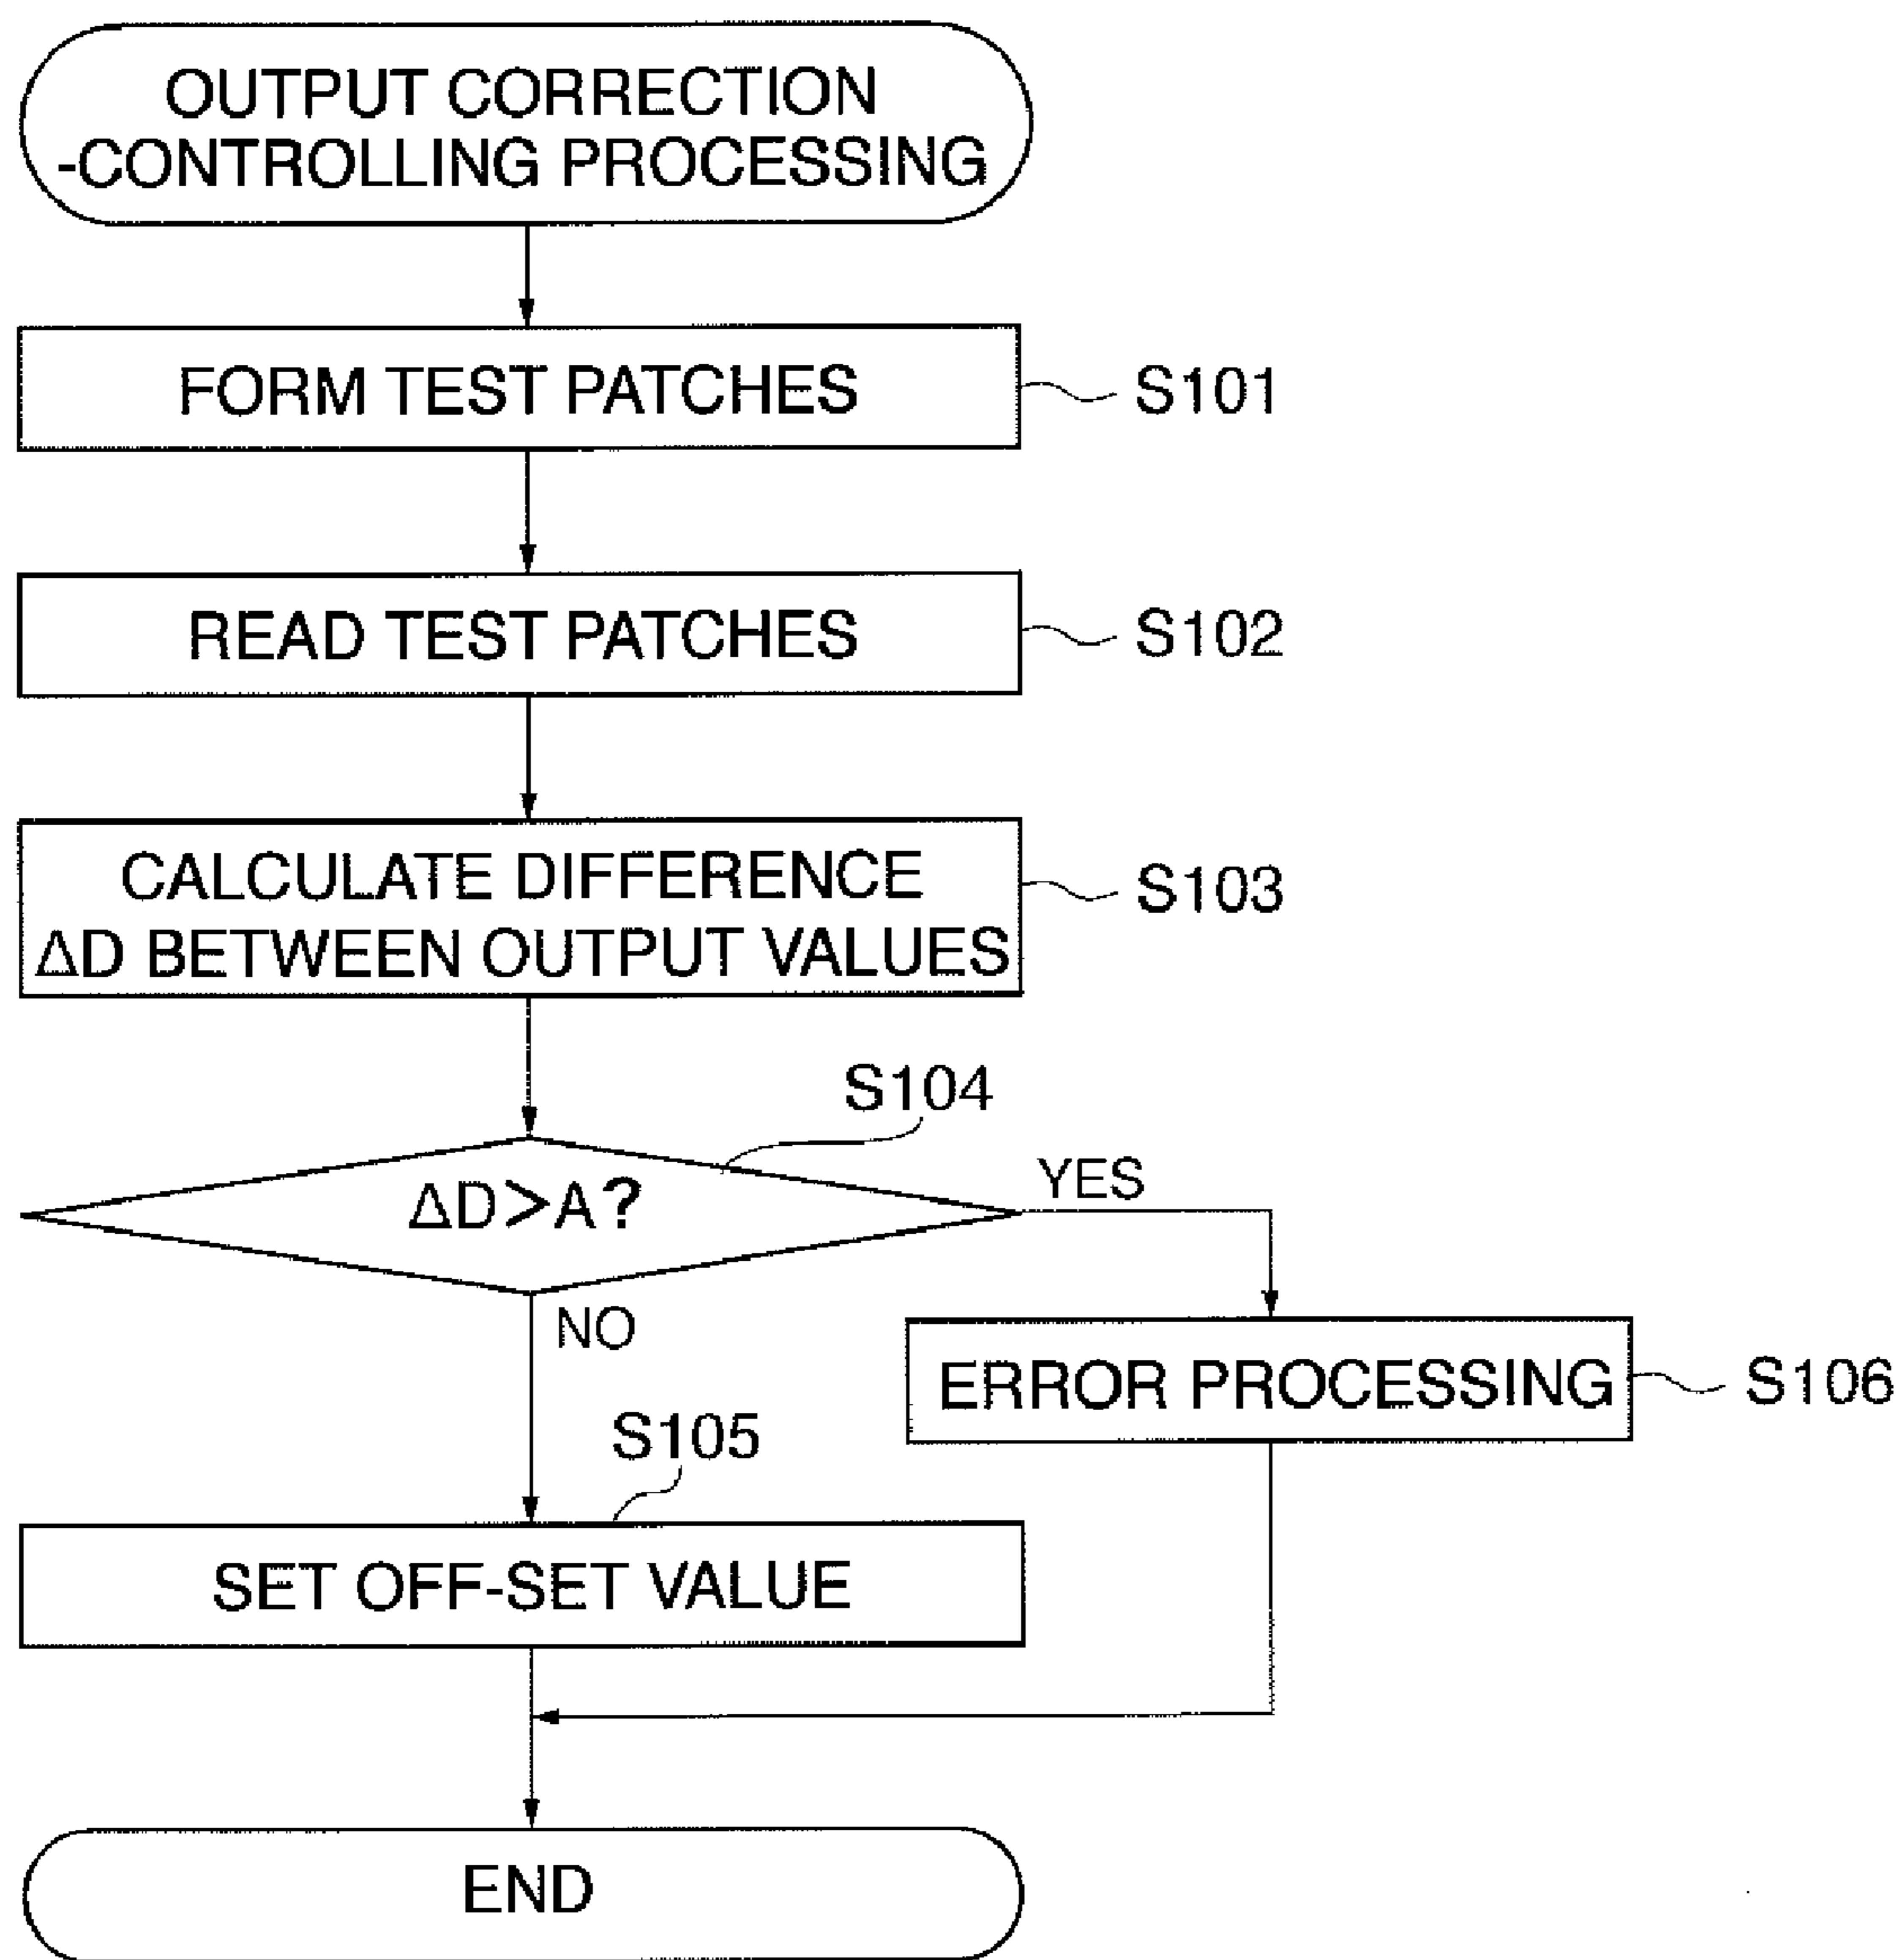 OUTPUT CORRECTION
-CONTROLLING PROCESSING
FORM TEST PATCHES
S101
READ TEST PATCHES
S102
CALCULATE DIFFERENCE
ΔD BETWEEN OUTPUT VALUES
S103
S104
ΔD>A?
YES
NO
ERROR PROCESSING
S106
S105
SET OFF-SET VALUE
END